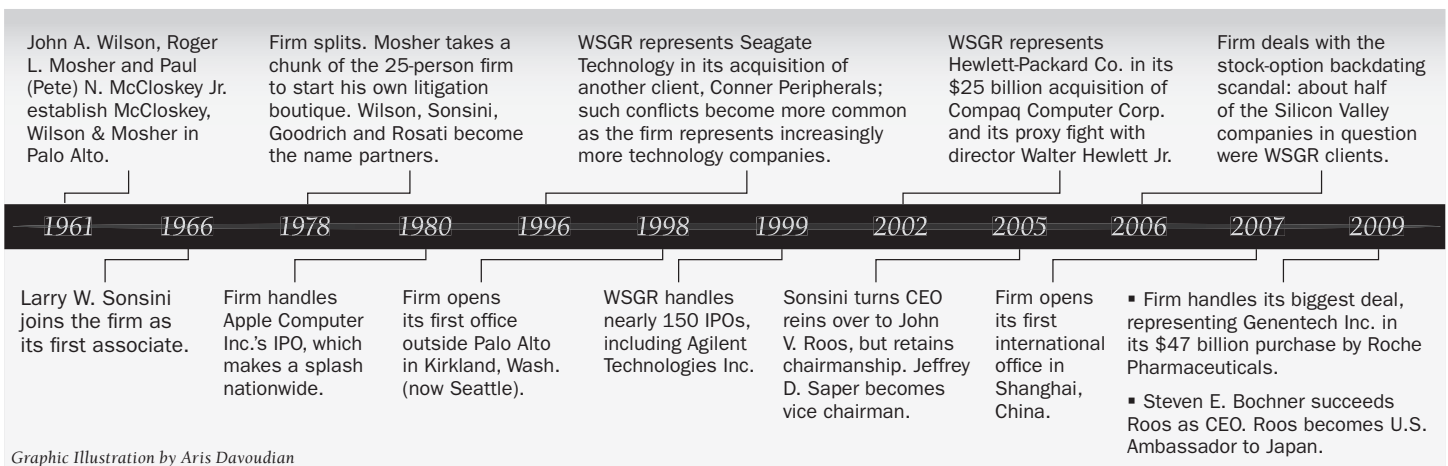 John A. Wilson, Roger
L. Mosher and Paul
(Pete) N. McCloskey Jr.
establish McCloskey,
Wilson & Mosher in
Palo Alto.
Firm splits. Mosher takes a
chunk of the 25-person firm
to start his own litigation
boutique. Wilson, Sonsini,
Goodrich and Rosati become
the name partners.
WSGR represents Seagate
Technology in its acquisition of
another client, Conner Peripherals;
such conflicts become more common
as the firm represents increasingly
more technology companies.
WSGR represents
Hewlett-Packard Co. in its
$25 billion acquisition of
Compaq Computer Corp.
and its proxy fight with
director Walter Hewlett Jr.
Firm deals with the
stock-option backdating
scandal: about half
of the Silicon Valley
companies in question
were WSGR clients.
1961 1966 1978 1980 1996 1998 1999 2002 2005 2006 2007 2009
Larry W. Sonsini
joins the firm as
its first associate.
Firm handles
Apple Computer
Inc.'s IPO, which
makes a splash
nationwide.
Firm opens
its first office
outside Palo Alto
in Kirkland, Wash.
(now Seattle).
WSGR handles
nearly 150 IPOs,
including Agilent
Technologies Inc.
Sonsini turns CEO
reins over to John
V. Roos, but retains
chairmanship. Jeffrey
D. Saper becomes
vice chairman.
Firm opens
its first
international
office in
Shanghai,
China.
▪ Firm handles its biggest deal,
representing Genentech Inc. in
its $47 billion purchase by Roche
Pharmaceuticals.
▪ Steven E. Bochner succeeds
Roos as CEO. Roos becomes U.S.
Ambassador to Japan.
Graphic Illustration by Aris Davoudian